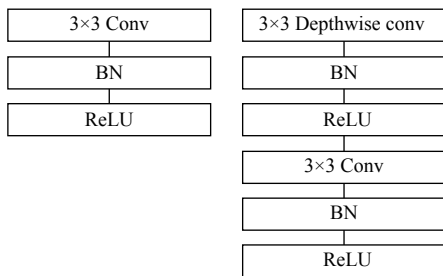 3×3 Conv
BN
ReLU
3×3 Depthwise conv
BN
ReLU
3×3 Conv
BN
ReLU